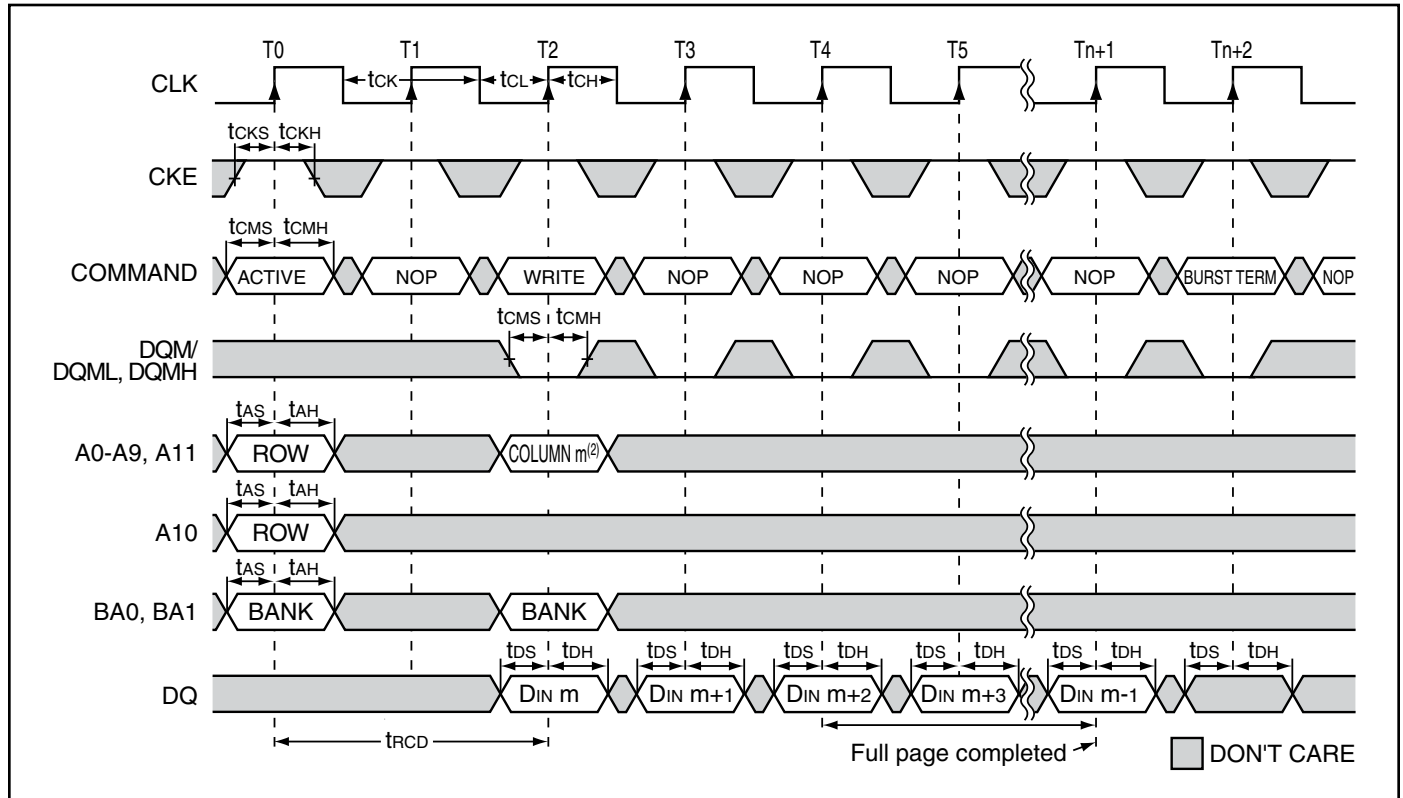 T0 T1 T2 T3 T4 T5 Tn+1 Tn+2
CLK tCK tCL tCH
tCKS tCKH
CKE
tCMS tCMH
COMMAND ACTIVE NOP WRITE NOP NOP NOP NOP BURST TERM NOP
tCMS tCMH
DQM/
DQML, DQMH
tAS tAH
A0-A9, A11 ROW COLUMN m(2)
tAS tAH
A10 ROW
tAS tAH
BA0, BA1 BANK BANK
tDS tDH tDS tDH tDS tDH tDS tDH tDS tDH tDS tDH
DQ DIN m DIN m+1 DIN m+2 DIN m+3 DIN m-1
tRCD
Full page completed DON'T CARE